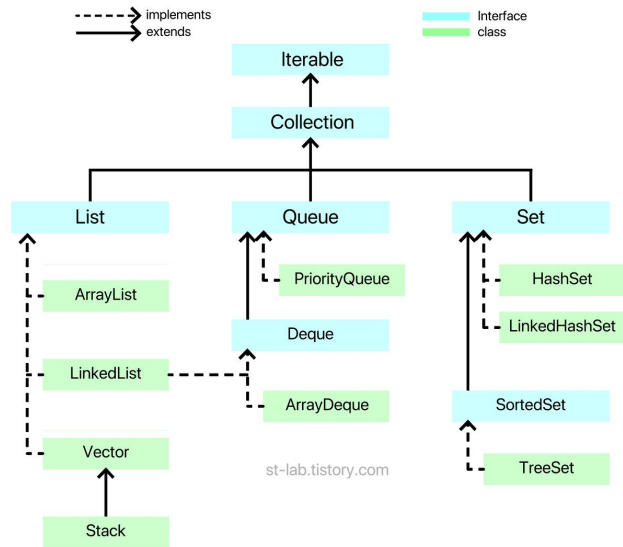 implements
extends
Interface
class
Iterable
Collection
List
Queue
Set
ArrayList
PriorityQueue
HashSet
LinkedHashSet
Deque
LinkedList
ArrayDeque
SortedSet
Vector
st-lab.tistory.com
TreeSet
Stack